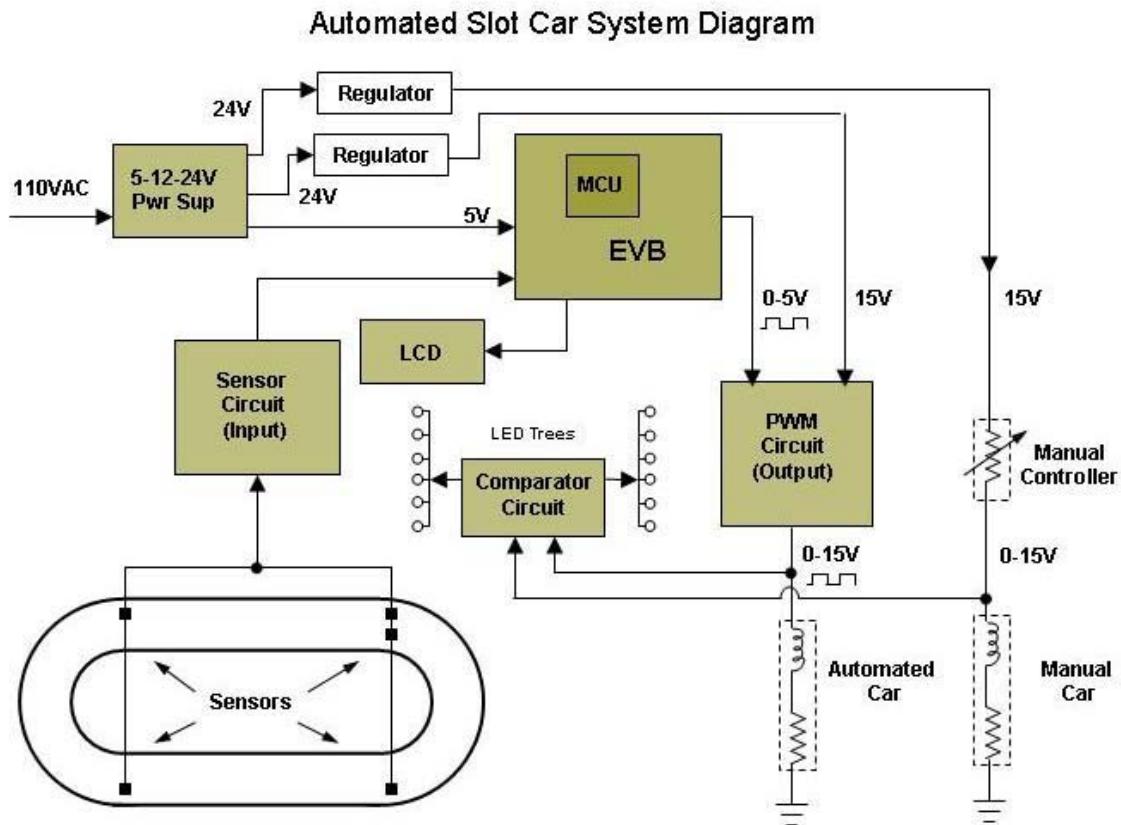 Automated Slot Car System Diagram
24V
Regulator
Regulator
110VAC
5-12-24V
Pwr Sup
24V
5V
MCU
EVB
0-5V
15V
15V
LCD
Sensor
Circuit
(Input)
LED Trees
Comparator
Circuit
PWM
Circuit
(Output)
Manual
Controller
0-15V
0-15V
Sensors
Automated
Car
Manual
Car